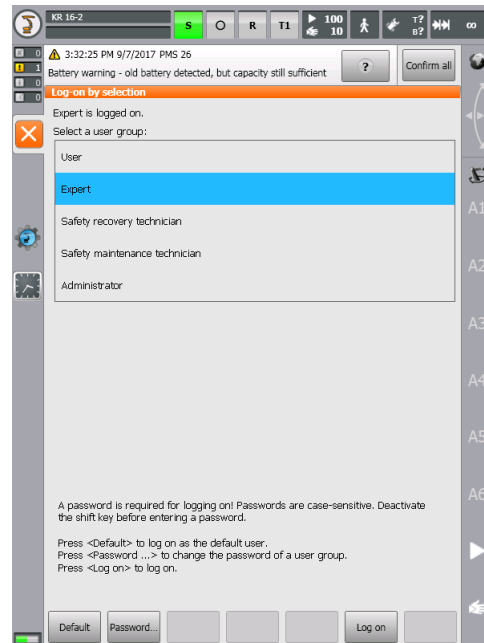 KR 16-2
S
O
R
T1
100
10
T?
B?
∞
0
1
0
0
3:32:25 PM 9/7/2017 PMS 26
Battery warning - old battery detected, but capacity still sufficient
?
Confirm all
Log-on by selection
Expert is logged on.
Select a user group:
User
Expert
Safety recovery technician
Safety maintenance technician
Administrator
A1
A2
A3
A4
A5
A6
A password is required for logging on! Passwords are case-sensitive. Deactivate
the shift key before entering a password.
Press <Default> to log on as the default user.
Press <Password ...> to change the password of a user group.
Press <Log on> to log on.
Default
Password...
Log on